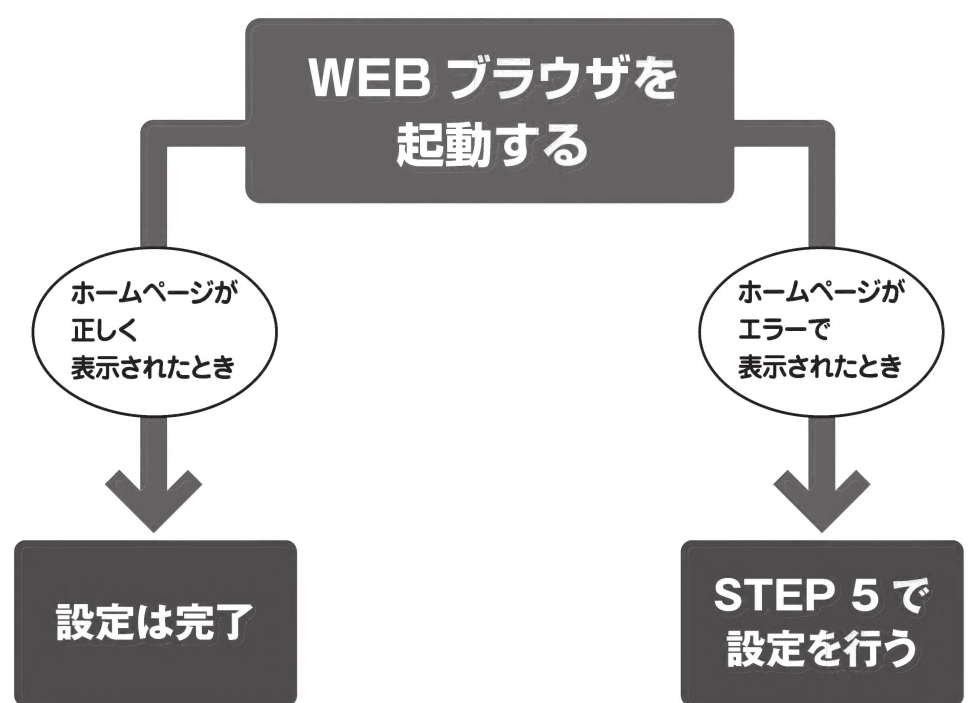 WEB ブラウザを
起動する
ホームページが
正しく
表示されたとき
ホームページが
エラーで
表示されたとき
設定は完了
STEP 5 で
設定を行う